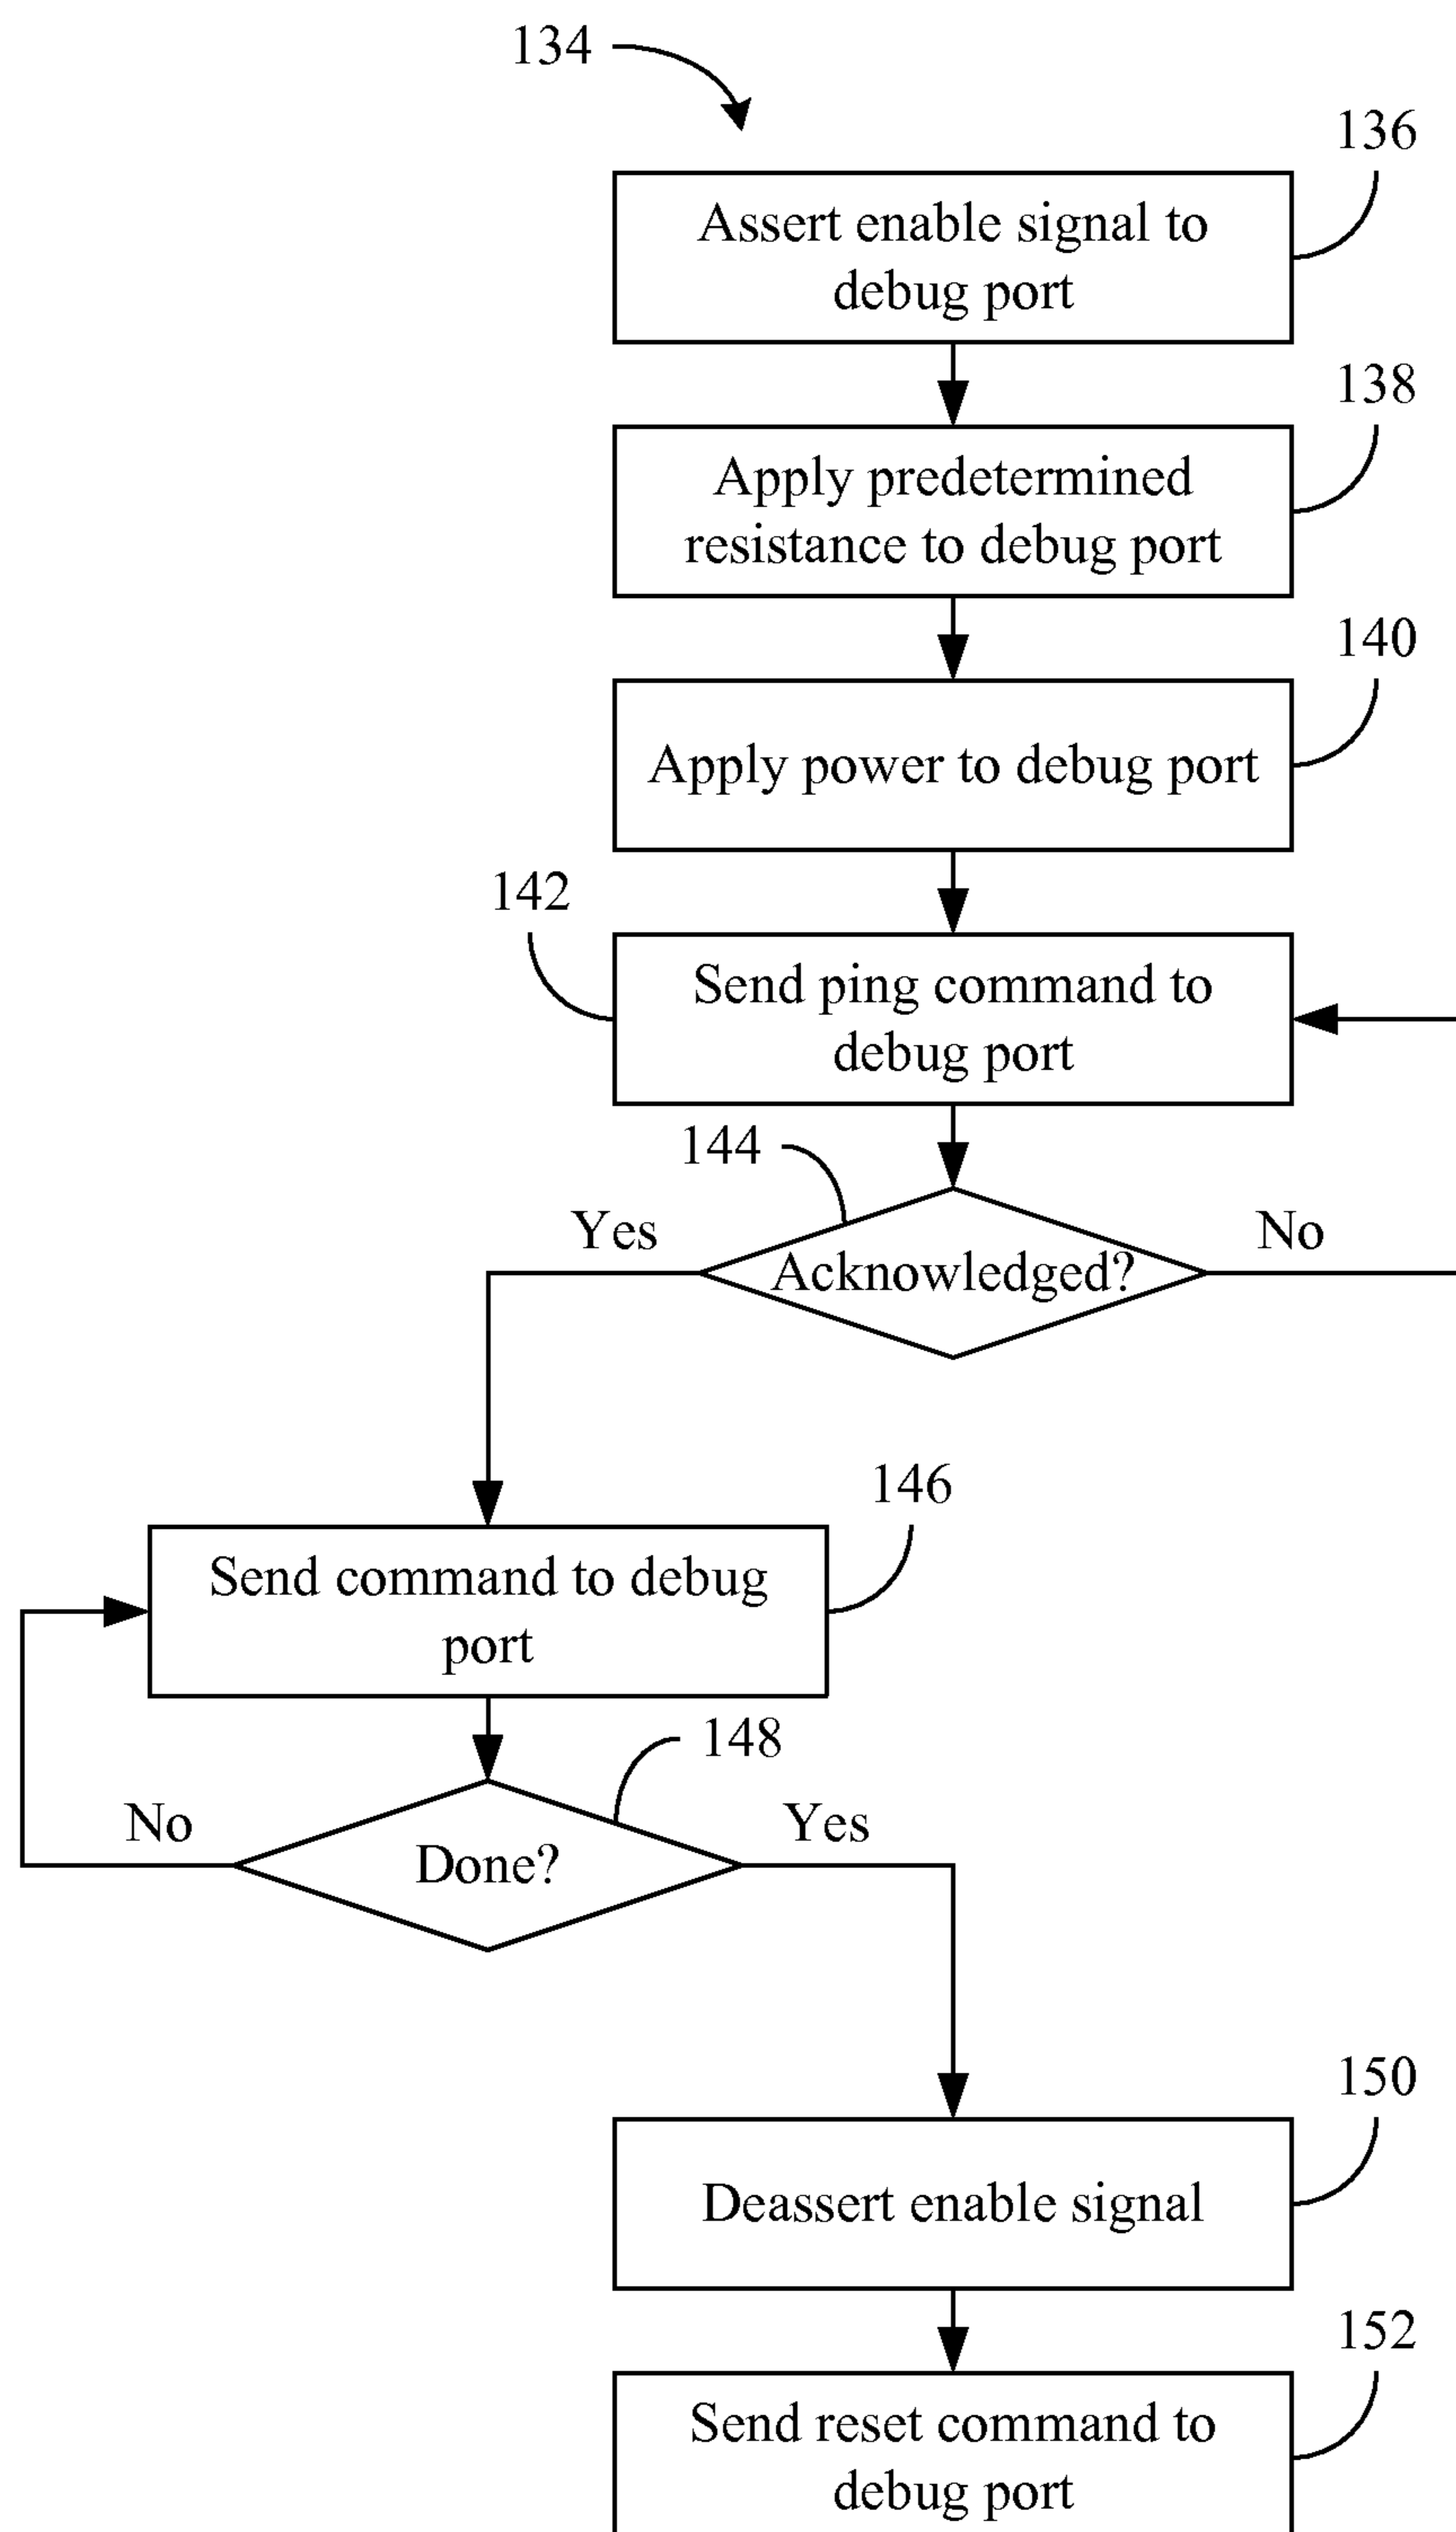 134
136
Assert enable signal to
debug port
138
Apply predetermined
resistance to debug port
140
Apply power to debug port
142
Send ping command to
debug port
144
Yes
No
Acknowledged?
146
Send command to debug
port
148
No
Yes
Done?
150
Deassert enable signal
152
Send reset command to
debug port